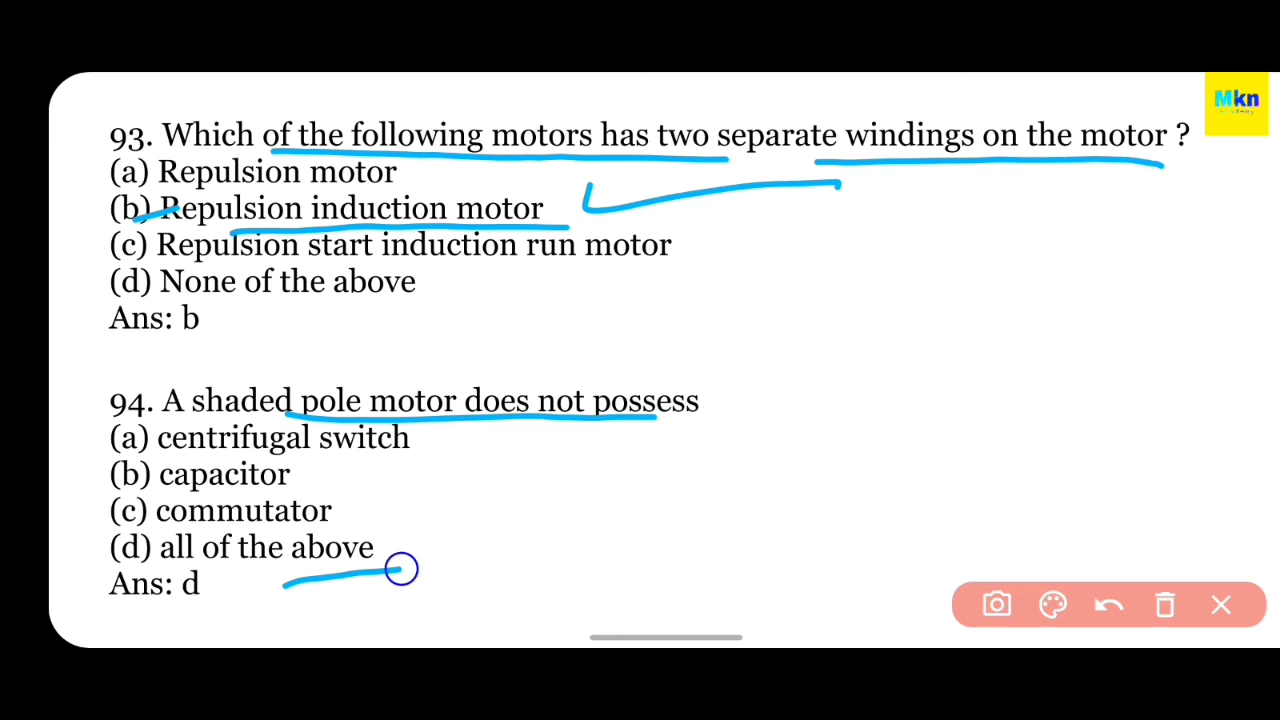 Mkn
93. Which of the following motors has two separate windings on the motor ?
(a) Repulsion motor
(b) Repulsion induction motor
(c) Repulsion start induction run motor
(d) None of the above
Ans: b
94. A shaded pole motor does not possess
(a) centrifugal switch
(b) capacitor
(c) commutator
(d) all of the above
Ans: d